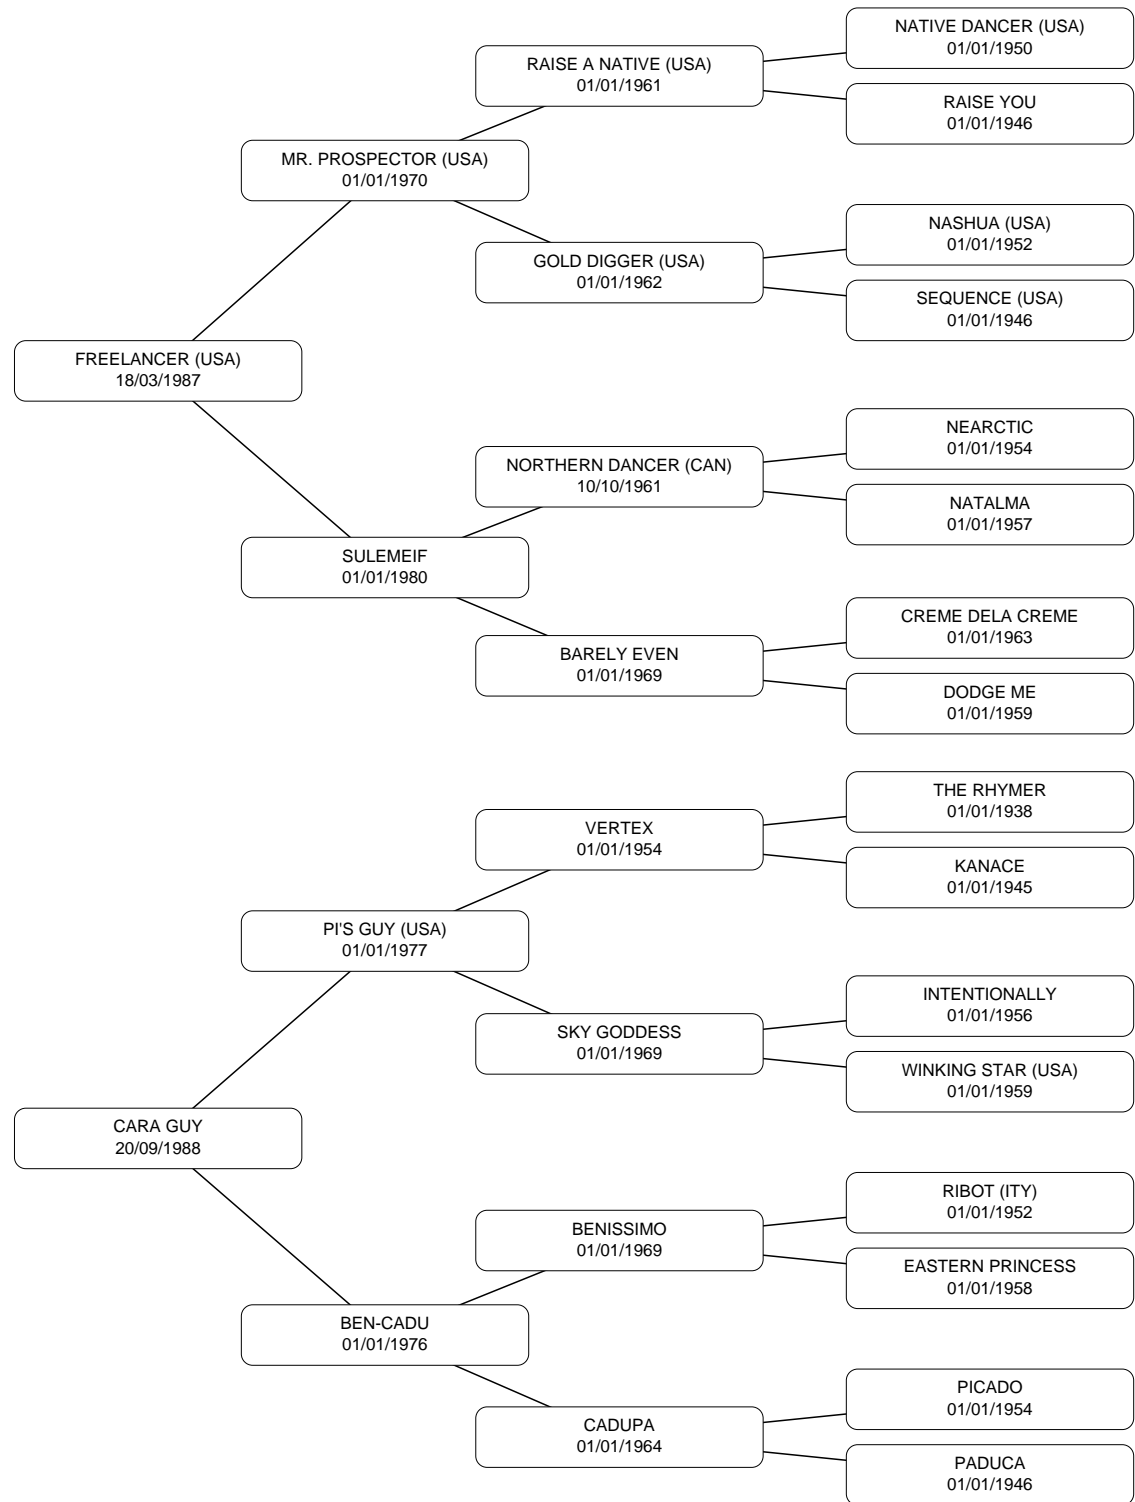 NATIVE DANCER (USA)
01/01/1950
RAISE A NATIVE (USA)
01/01/1961
RAISE YOU
01/01/1946
MR. PROSPECTOR (USA)
01/01/1970
NASHUA (USA)
01/01/1952
GOLD DIGGER (USA)
01/01/1962
SEQUENCE (USA)
01/01/1946
FREELANCER (USA)
18/03/1987
NEARCTIC
01/01/1954
NORTHERN DANCER (CAN)
10/10/1961
NATALMA
01/01/1957
SULEMEIF
01/01/1980
CREME DELA CREME
01/01/1963
BARELY EVEN
01/01/1969
DODGE ME
01/01/1959
THE RHYMER
01/01/1938
VERTEX
01/01/1954
KANACE
01/01/1945
PI'S GUY (USA)
01/01/1977
INTENTIONALLY
01/01/1956
SKY GODDESS
01/01/1969
WINKING STAR (USA)
01/01/1959
CARA GUY
20/09/1988
RIBOT (ITY)
01/01/1952
BENISSIMO
01/01/1969
EASTERN PRINCESS
01/01/1958
BEN-CADU
01/01/1976
PICADO
01/01/1954
CADUPA
01/01/1964
PADUCA
01/01/1946